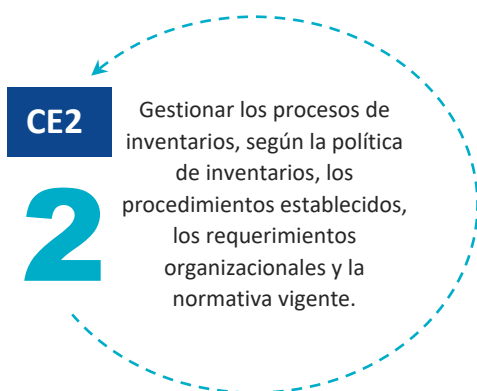 CE2
2
Gestionar los procesos de
inventarios, según la política
de inventarios, los
procedimientos establecidos,
los requerimientos
organizacionales y la
normativa vigente.